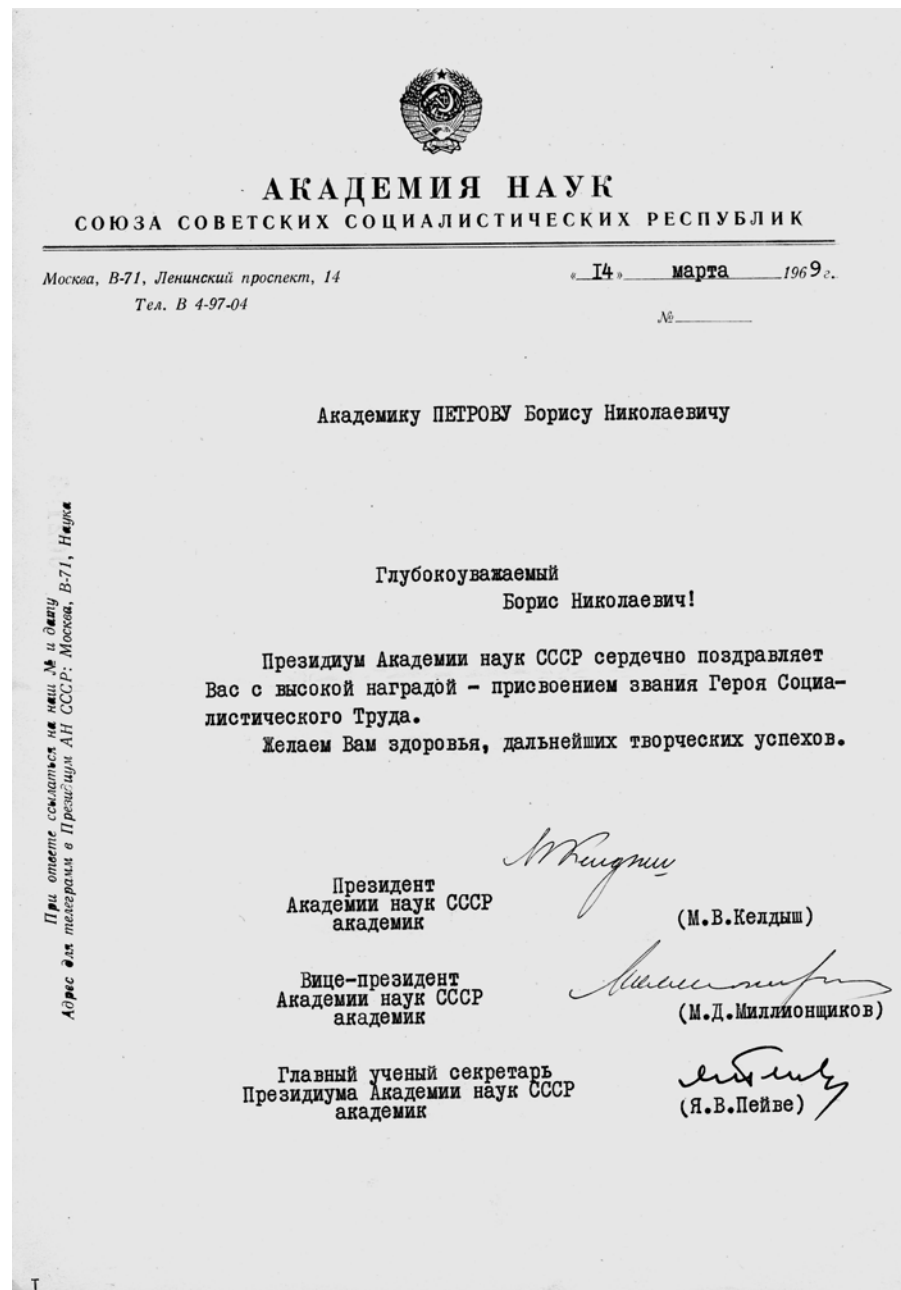 АКАДЕМИЯ НАУК
СОЮЗА СОВЕТСКИХ СОЦИАЛИСТИЧЕСКИХ РЕСПУБЛИК
Москва, В-71, Ленинский проспект, 14
Тел. В 4-97-04
«I4» марта 1969 г.
№
Академику ПЕТРОВУ Борису Николаевичу
При ответе ссылаться на наш № и дату
Адрес для телеграмм в Президиум АН СССР: Москва, В-71, Наука
Глубокоуважаемый
Борис Николаевич!
Президиум Академии наук СССР сердечно поздравляет
Вас с высокой наградой – присвоением звания Героя Социа-
листического Труда.
Желаем Вам здоровья, дальнейших творческих успехов.
Президент
Академии наук СССР
академик
(М.В.Келдыш)
Вице-президент
Академии наук СССР
академик
(М.Д.Миллионщиков)
Главный ученый секретарь
Президиума Академии наук СССР
академик
(Я.В.Пейве)
I